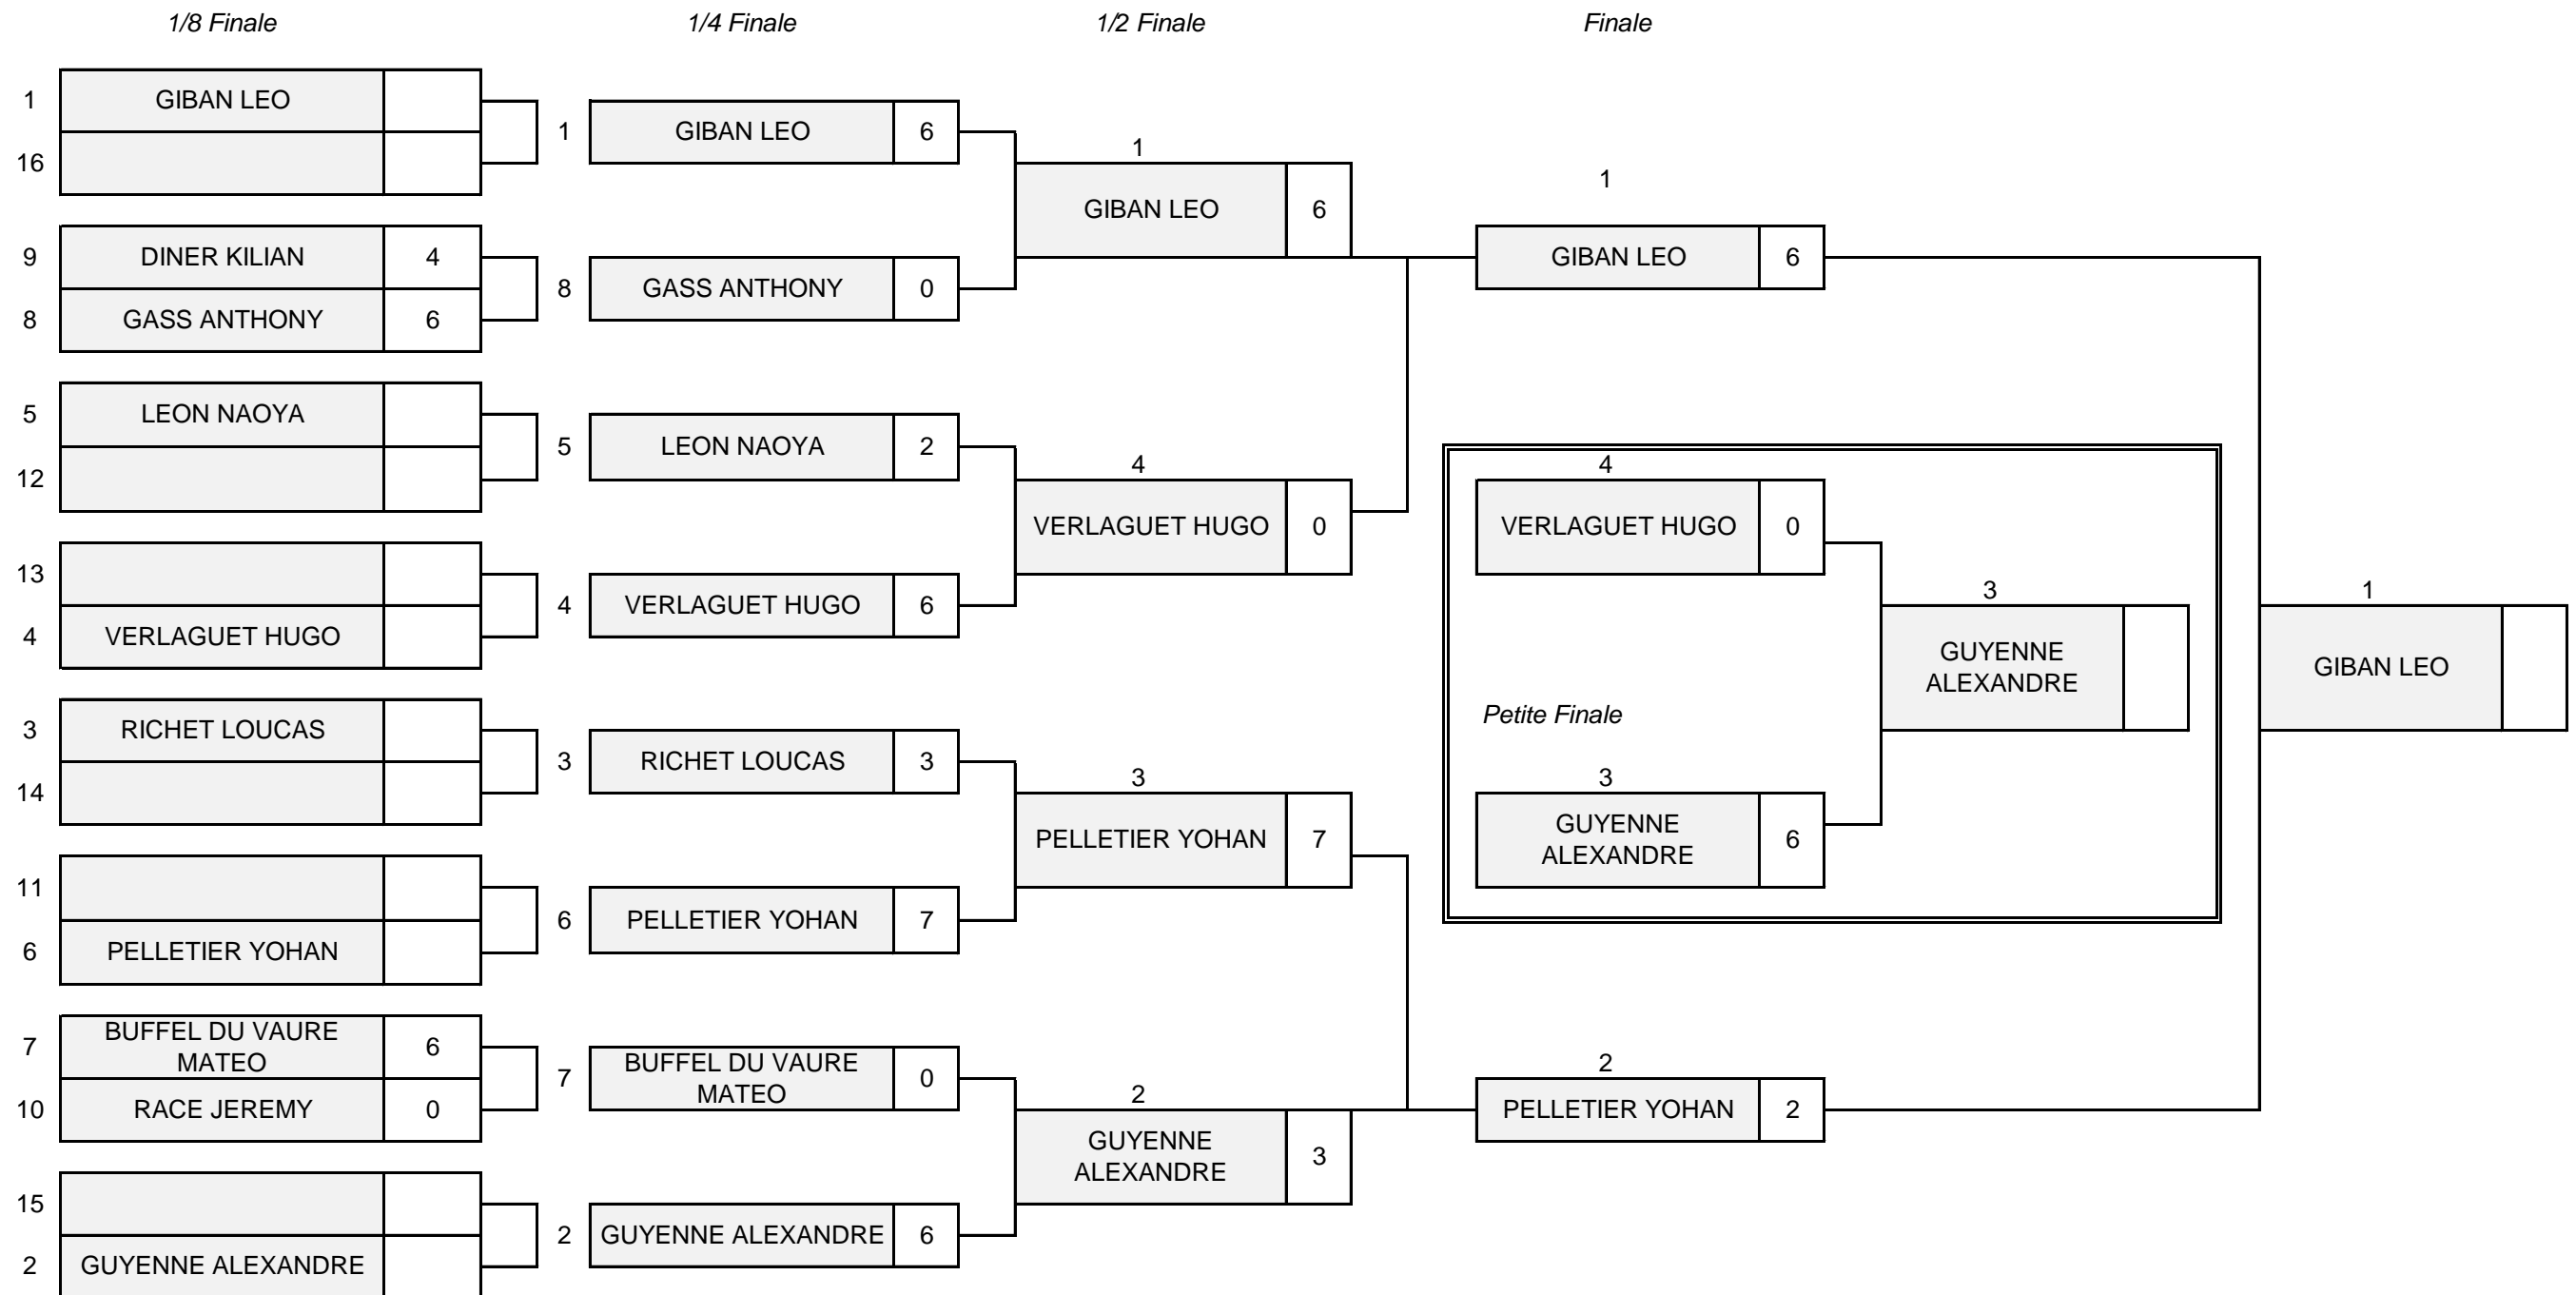 1/8 Finale
1/4 Finale
1/2 Finale
Finale
1 GIBAN LEO
16
9 DINER KILIAN 4
8 GASS ANTHONY 6
5 LEON NAOYA
12
13
4 VERLAGUET HUGO
3 RICHET LOUCAS
14
11
6 PELLETIER YOHAN
7 BUFFEL DU VAURE
MATEO 6
10 RACE JEREMY 0
15
2 GUYENNE ALEXANDRE
1 GIBAN LEO 6
8 GASS ANTHONY 0
5 LEON NAOYA 2
4 VERLAGUET HUGO 6
3 RICHET LOUCAS 3
6 PELLETIER YOHAN 7
7 BUFFEL DU VAURE
MATEO 0
2 GUYENNE ALEXANDRE 6
1
GIBAN LEO 6
4
VERLAGUET HUGO 0
3
PELLETIER YOHAN 7
2
GUYENNE
ALEXANDRE 3
1
GIBAN LEO 6
4
VERLAGUET HUGO 0
Petite Finale
3
GUYENNE
ALEXANDRE 6
3
GUYENNE
ALEXANDRE
2
PELLETIER YOHAN 2
1
GIBAN LEO